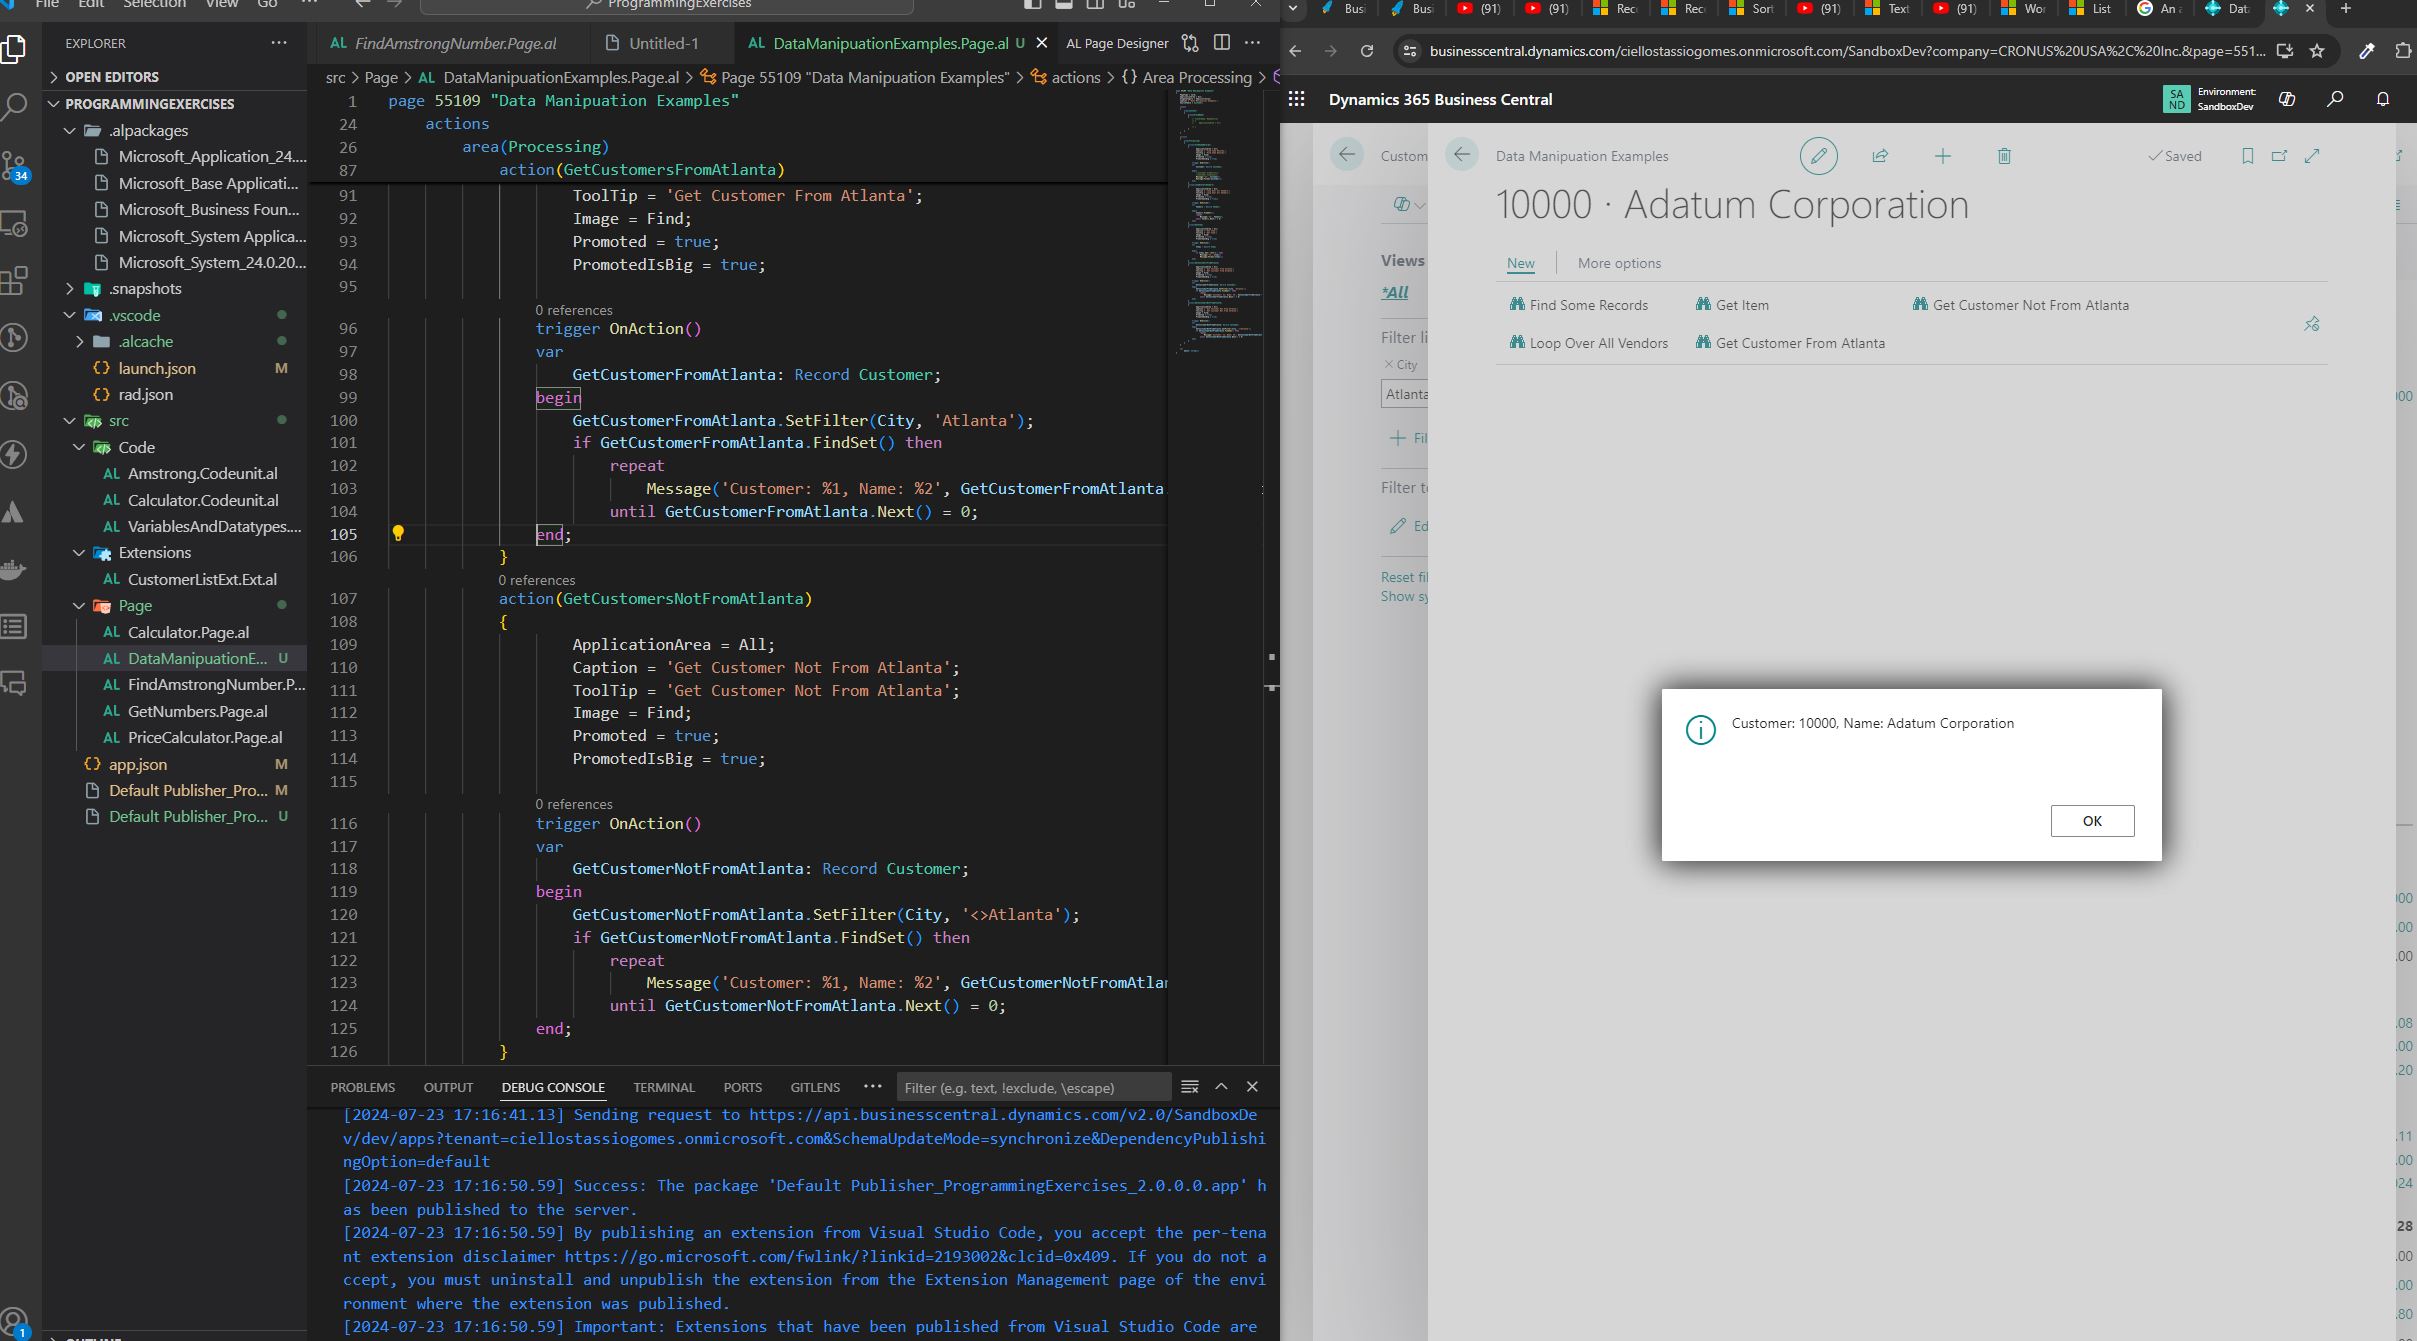 File Edit Selection View Go ··· ProgrammingExercises
EXPLORER
OPEN EDITORS
PROGRAMMINGEXERCISES
.alpackages
Microsoft_Application_24....
Microsoft_Base Applicati...
Microsoft_Business Foun...
Microsoft_System Applica...
Microsoft_System_24.0.20...
.snapshots
.vscode
.alcache
launch.json M
rad.json
src
Code
AL Amstrong.Codeunit.al
AL Calculator.Codeunit.al
AL VariablesAndDatatypes....
Extensions
AL CustomerListExt.Ext.al
Page
AL Calculator.Page.al
AL DataManipuationE... U
AL FindAmstrongNumber.P...
AL GetNumbers.Page.al
AL PriceCalculator.Page.al
{} app.json M
Default Publisher_Pro... M
Default Publisher_Pro... U
34
1
AL FindAmstrongNumber.Page.al
Untitled-1
AL DataManipuationExamples.Page.al U
AL Page Designer
src > Page > AL DataManipuationExamples.Page.al > Page 55109 "Data Manipuation Examples" > actions > {} Area Processing >
1 page 55109 "Data Manipuation Examples"
24 actions
26 area(Processing)
87 action(GetCustomersFromAtlanta)
91 ToolTip = 'Get Customer From Atlanta';
92 Image = Find;
93 Promoted = true;
94 PromotedIsBig = true;
95
0 references
96 trigger OnAction()
97 var
98 GetCustomerFromAtlanta: Record Customer;
99 begin
100 GetCustomerFromAtlanta.SetFilter(City, 'Atlanta');
101 if GetCustomerFromAtlanta.FindSet() then
102 repeat
103 Message('Customer: %1, Name: %2', GetCustomerFromAtlanta.
104 until GetCustomerFromAtlanta.Next() = 0;
105 end;
106 }
0 references
107 action(GetCustomersNotFromAtlanta)
108 {
109 ApplicationArea = All;
110 Caption = 'Get Customer Not From Atlanta';
111 ToolTip = 'Get Customer Not From Atlanta';
112 Image = Find;
113 Promoted = true;
114 PromotedIsBig = true;
115
0 references
116 trigger OnAction()
117 var
118 GetCustomerNotFromAtlanta: Record Customer;
119 begin
120 GetCustomerNotFromAtlanta.SetFilter(City, '<>Atlanta');
121 if GetCustomerNotFromAtlanta.FindSet() then
122 repeat
123 Message('Customer: %1, Name: %2', GetCustomerNotFromAtlan
124 until GetCustomerNotFromAtlanta.Next() = 0;
125 end;
126 }
PROBLEMS OUTPUT DEBUG CONSOLE TERMINAL PORTS GITLENS ··· Filter (e.g. text, !exclude, \escape)
[2024-07-23 17:16:41.13] Sending request to https://api.businesscentral.dynamics.com/v2.0/SandboxDe
v/dev/apps?tenant=ciellostassiogomes.onmicrosoft.com&SchemaUpdateMode=synchronize&DependencyPublishi
ngOption=default
[2024-07-23 17:16:50.59] Success: The package 'Default Publisher_ProgrammingExercises_2.0.0.0.app' h
as been published to the server.
[2024-07-23 17:16:50.59] By publishing an extension from Visual Studio Code, you accept the per-tena
nt extension disclaimer https://go.microsoft.com/fwlink/?linkid=2193002&clcid=0x409. If you do not a
ccept, you must uninstall and unpublish the extension from the Extension Management page of the envi
ronment where the extension was published.
[2024-07-23 17:16:50.59] Important: Extensions that have been published from Visual Studio Code are
Busi Busi (91) (91) Rec Rec Sort (91) Text (91) Wor List An Dat
businesscentral.dynamics.com/ciellostassiogomes.onmicrosoft.com/SandboxDev?company=CRONUS%20USA%2C%20Inc.&page=551...
Dynamics 365 Business Central
SA ND
Environment:
SandboxDev
Custom
Views
*All
Filter li
× City
Atlanta
+ Fil
Filter to
Ed
Reset fil
Show sy
Data Manipuation Examples
Saved
10000 · Adatum Corporation
New More options
Find Some Records
Get Item
Get Customer Not From Atlanta
Loop Over All Vendors
Get Customer From Atlanta
Customer: 10000, Name: Adatum Corporation
OK